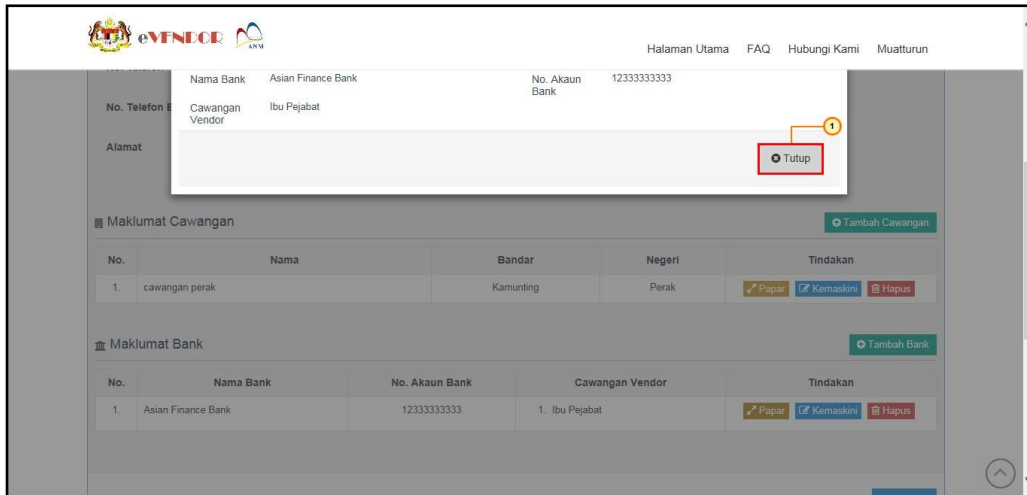 eVENDOR ANM
Halaman Utama FAQ Hubungi Kami Muatturun
Nama Bank Asian Finance Bank No. Akaun Bank 12333333333
No. Telefon
Cawangan Vendor Ibu Pejabat
1
Alamat
Tutup
Maklumat Cawangan Tambah Cawangan
No. Nama Bandar Negeri Tindakan
1. cawangan perak Kamunting Perak Papar Kemaskini Hapus
Maklumat Bank Tambah Bank
No. Nama Bank No. Akaun Bank Cawangan Vendor Tindakan
1. Asian Finance Bank 12333333333 1. Ibu Pejabat Papar Kemaskini Hapus